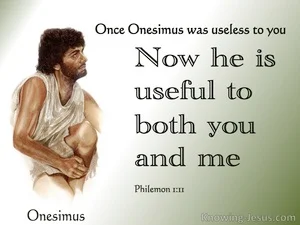 Once Onesimus was useless to you
Now he is
useful to
both you
and me
Philemon 1:11
Onesimus
Knowing-Jesus.com